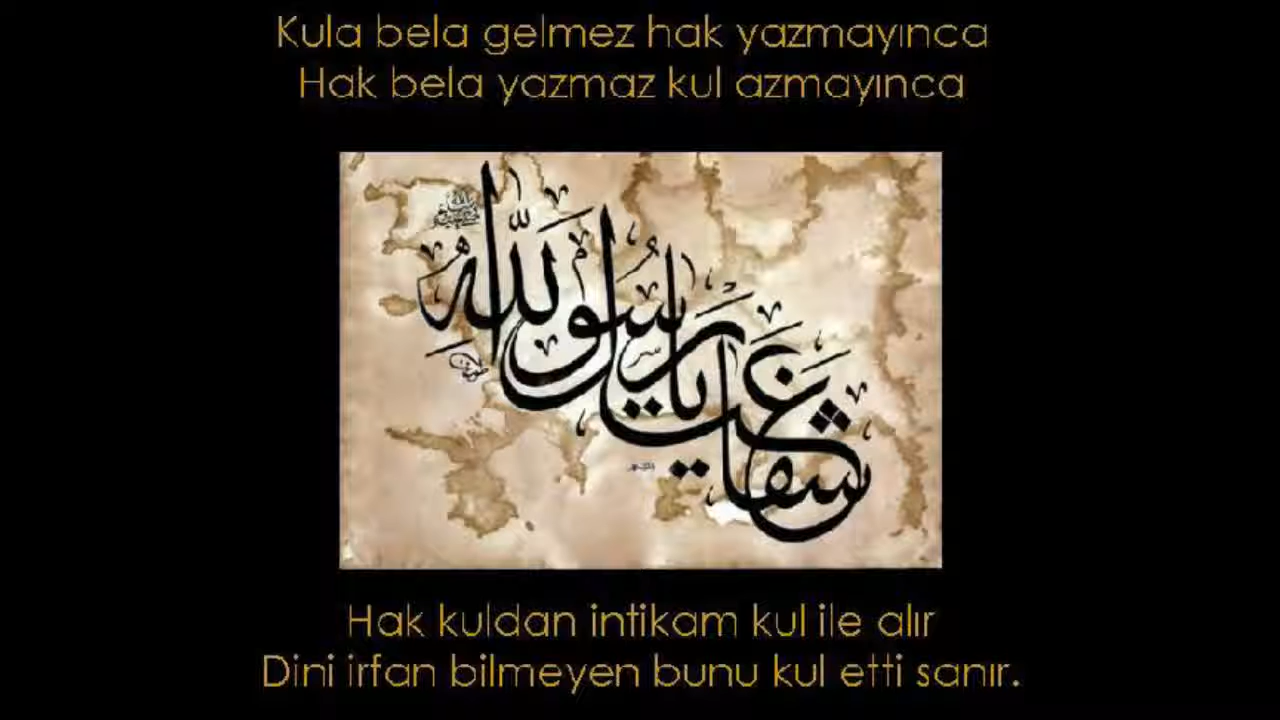 Kula bela gelmez hak yazmayınca
Hak bela yazmaz kul azmayınca
شفاعت يا رسول الله
Hak kuldan intikam kul ile alır
Dini irfan bilmeyen bunu kul etti sanır.